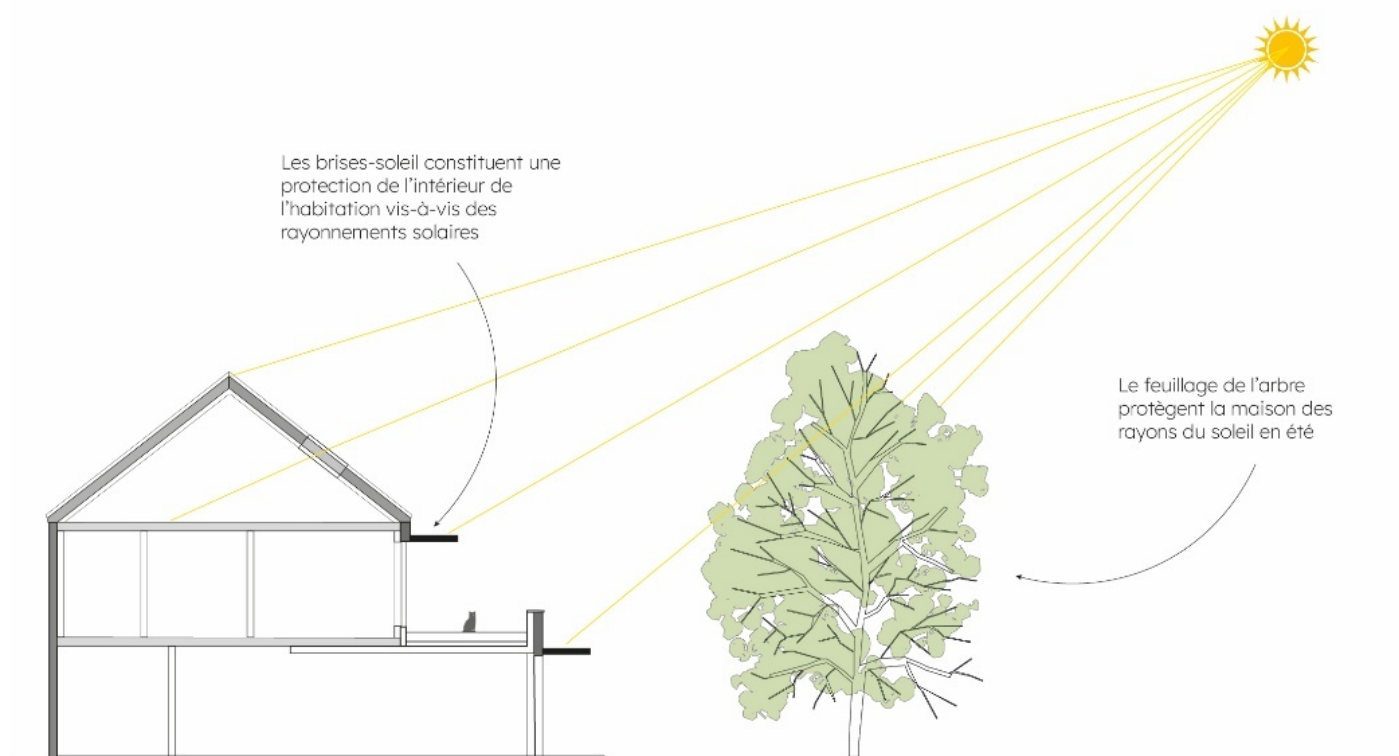 Les brises-soleil constituent une
protection de l'intérieur de
l'habitation vis-à-vis des
rayonnements solaires
Le feuillage de l'arbre
protègent la maison des
rayons du soleil en été